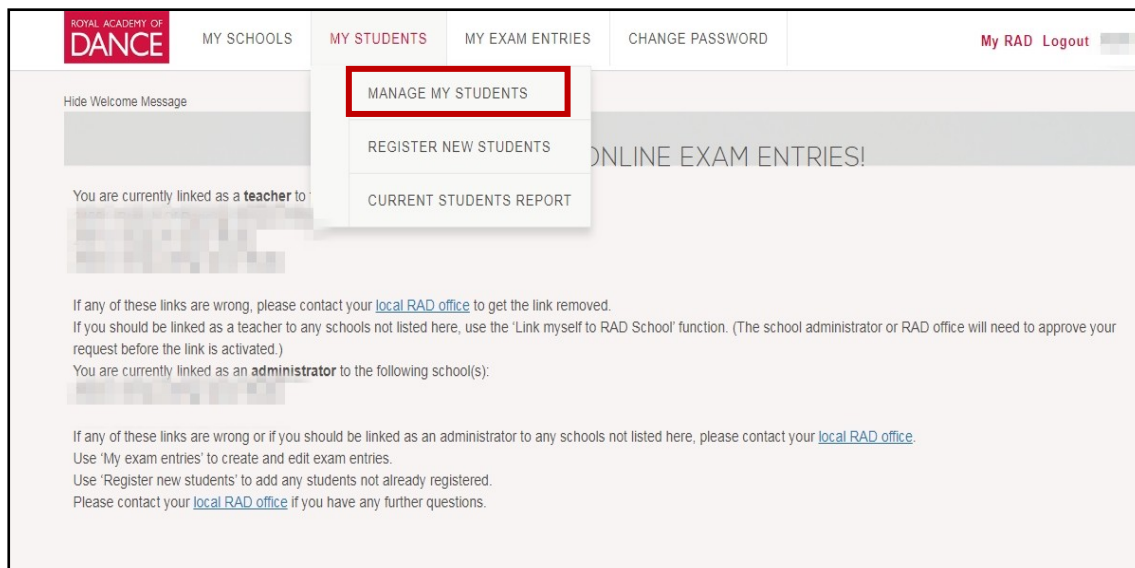 ROYAL ACADEMY OF
DANCE
MY SCHOOLS
MY STUDENTS
MY EXAM ENTRIES
CHANGE PASSWORD
My RAD Logout
MANAGE MY STUDENTS
REGISTER NEW STUDENTS
CURRENT STUDENTS REPORT
Hide Welcome Message
ONLINE EXAM ENTRIES!
You are currently linked as a teacher to
If any of these links are wrong, please contact your local RAD office to get the link removed.
If you should be linked as a teacher to any schools not listed here, use the ‘Link myself to RAD School’ function. (The school administrator or RAD office will need to approve your
request before the link is activated.)
You are currently linked as an administrator to the following school(s):
If any of these links are wrong or if you should be linked as an administrator to any schools not listed here, please contact your local RAD office.
Use ‘My exam entries’ to create and edit exam entries.
Use ‘Register new students’ to add any students not already registered.
Please contact your local RAD office if you have any further questions.